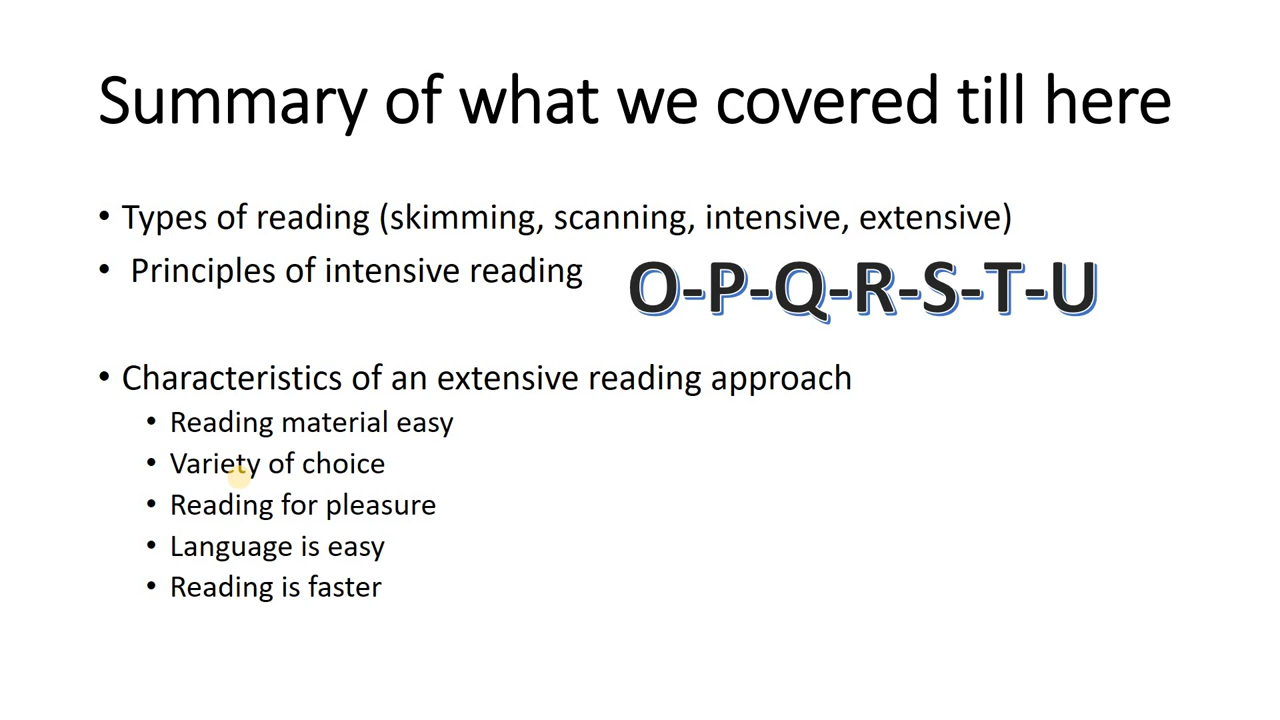 Summary of what we covered till here
• Types of reading (skimming, scanning, intensive, extensive)
• Principles of intensive reading
O-P-Q-R-S-T-U
• Characteristics of an extensive reading approach
• Reading material easy
• Variety of choice
• Reading for pleasure
• Language is easy
• Reading is faster